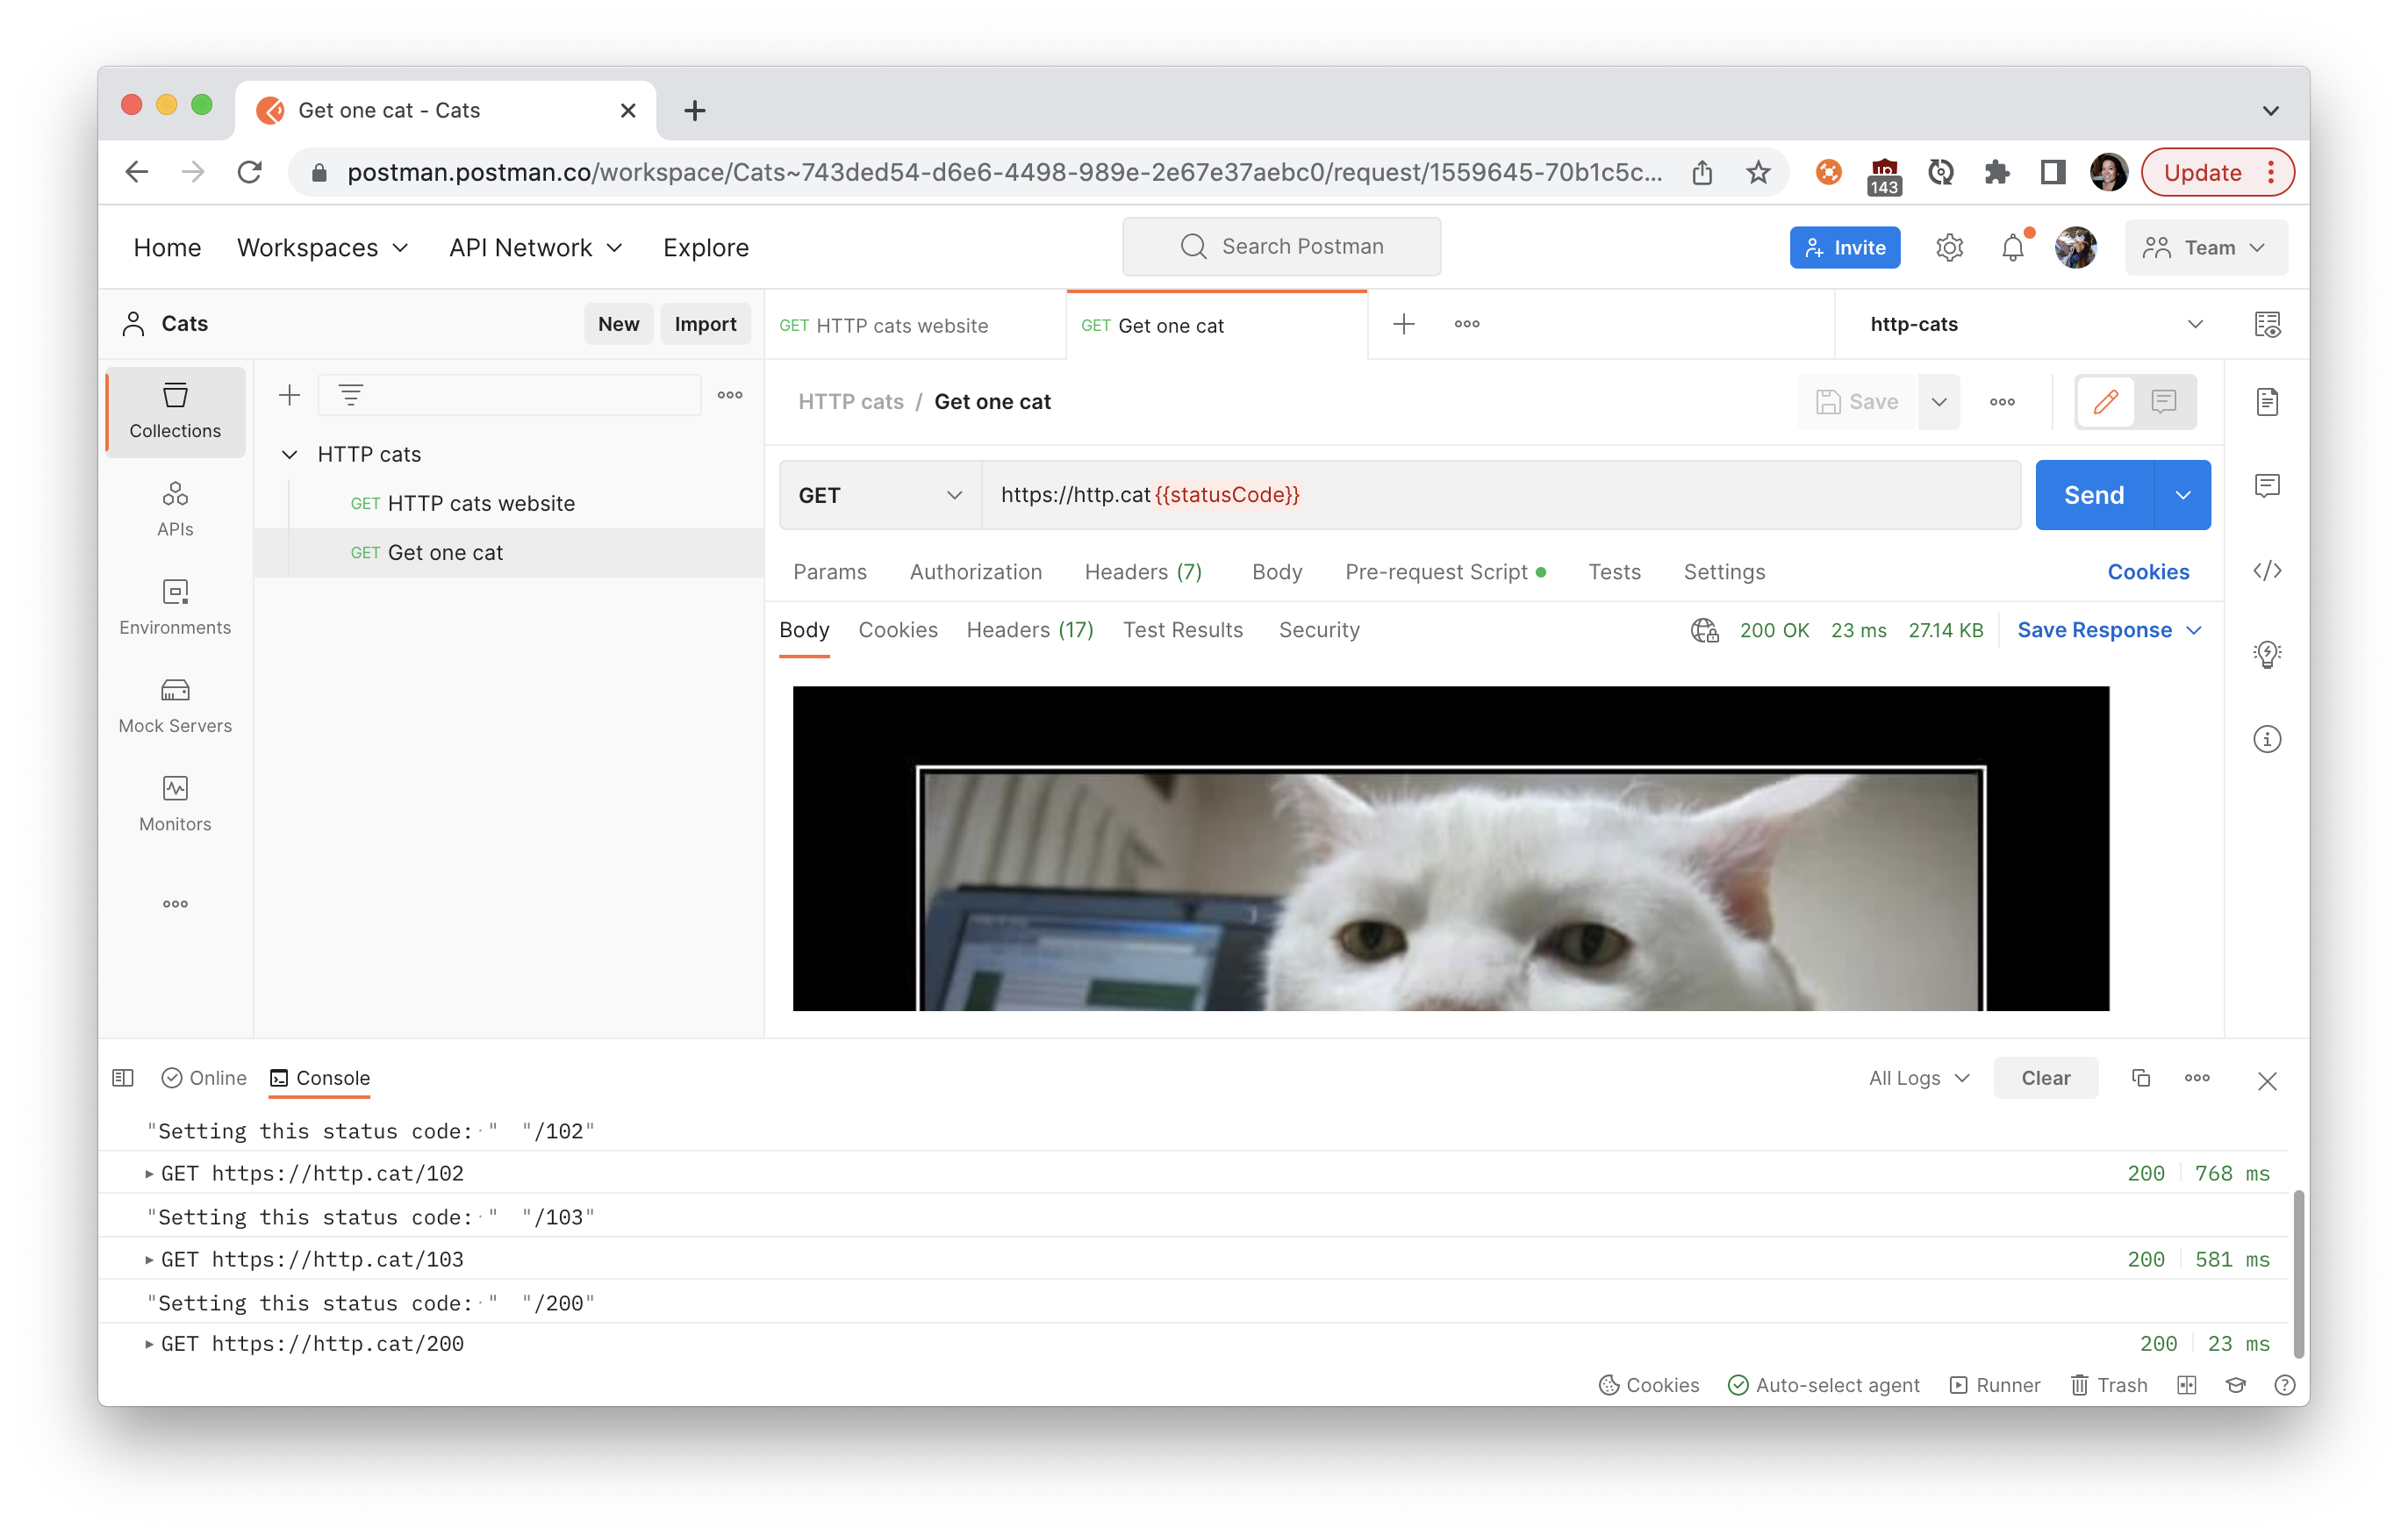 Get one cat - Cats
postman.postman.co/workspace/Cats~743ded54-d6e6-4498-989e-2e67e37aebc0/request/1559645-70b1c5c...
143
Update
Home Workspaces API Network Explore
Search Postman
Invite
Team
Cats
New
Import
GET HTTP cats website
GET Get one cat
http-cats
Collections
HTTP cats / Get one cat
Save
HTTP cats
GET HTTP cats website
GET Get one cat
GET
https://http.cat{{statusCode}}
Send
APIs
Environments
Mock Servers
Monitors
Params Authorization Headers (7) Body Pre-request Script Tests Settings
Cookies
Body Cookies Headers (17) Test Results Security
200 OK 23 ms 27.14 KB
Save Response
Online
Console
All Logs
Clear
"Setting this status code:·" "/102"
GET https://http.cat/102 200 768 ms
"Setting this status code:·" "/103"
GET https://http.cat/103 200 581 ms
"Setting this status code:·" "/200"
GET https://http.cat/200 200 23 ms
Cookies Auto-select agent Runner Trash